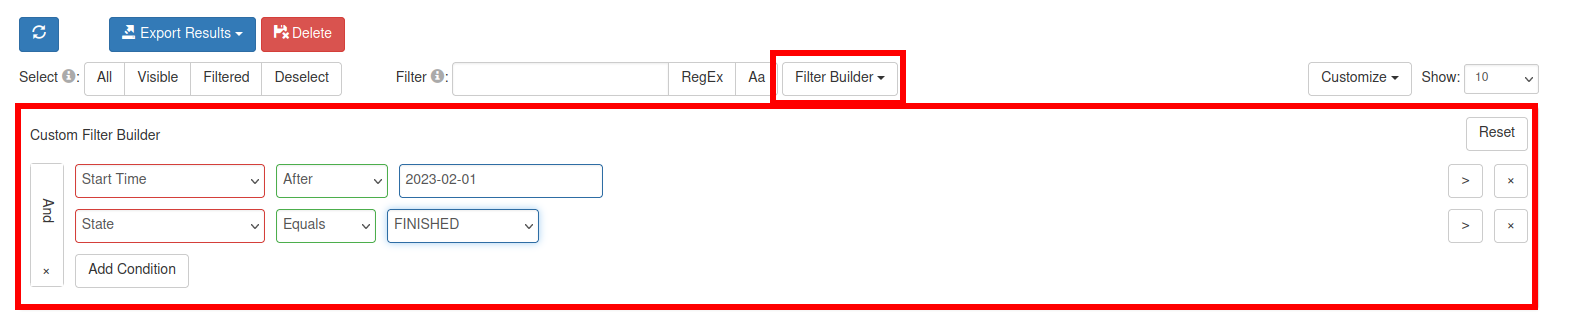 Export Results Delete
Select : All Visible Filtered Deselect Filter : RegEx Aa Filter Builder Customize Show: 10
Custom Filter Builder Reset
And
Start Time After 2023-02-01 > ×
State Equals FINISHED > ×
× Add Condition